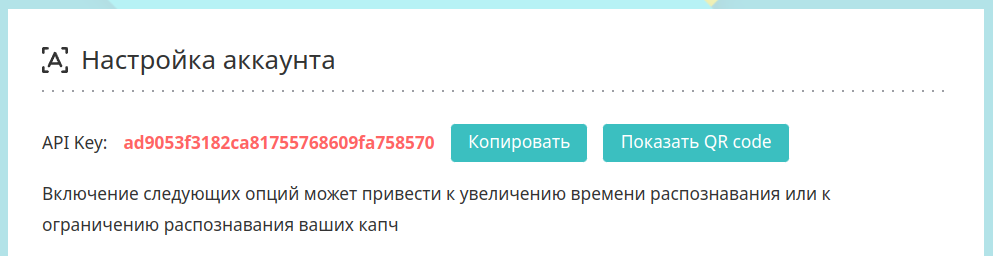 Настройка аккаунта
API Key: ad9053f3182ca81755768609fa758570 Копировать Показать QR code
Включение следующих опций может привести к увеличению времени распознавания или к
ограничению распознавания ваших капч